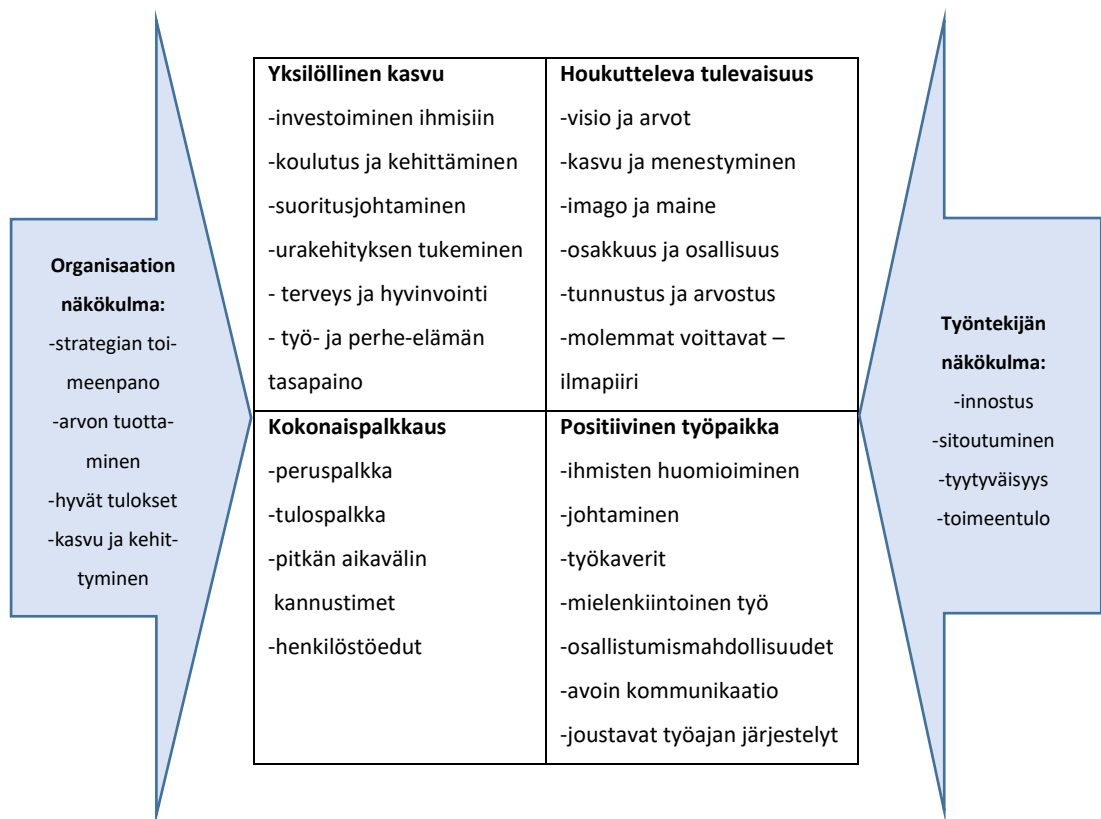 Organisaation
näkökulma:
-strategian toi-
meenpano
-arvon tuotta-
minen
-hyvät tulokset
-kasvu ja kehit-
tyminen
Yksilöllinen kasvu
-investoiminen ihmisiin
-koulutus ja kehittäminen
-suoritusjohtaminen
-urakehityksen tukeminen
- terveys ja hyvinvointi
- työ- ja perhe-elämän
tasapaino
Houkutteleva tulevaisuus
-visio ja arvot
-kasvu ja menestyminen
-imago ja maine
-osakkuus ja osallisuus
-tunnustus ja arvostus
-molemmat voittavat –
ilmapiiri
Kokonaispalkkaus
-peruspalkka
-tulospalkka
-pitkän aikavälin
kannustimet
-henkilöstöedut
Positiivinen työpaikka
-ihmisten huomioiminen
-johtaminen
-työkaverit
-mielenkiintoinen työ
-osallistumismahdollisuudet
-avoin kommunikaatio
-joustavat työajan järjestelyt
Työntekijän
näkökulma:
-innostus
-sitoutuminen
-tyytyväisyys
-toimeentulo